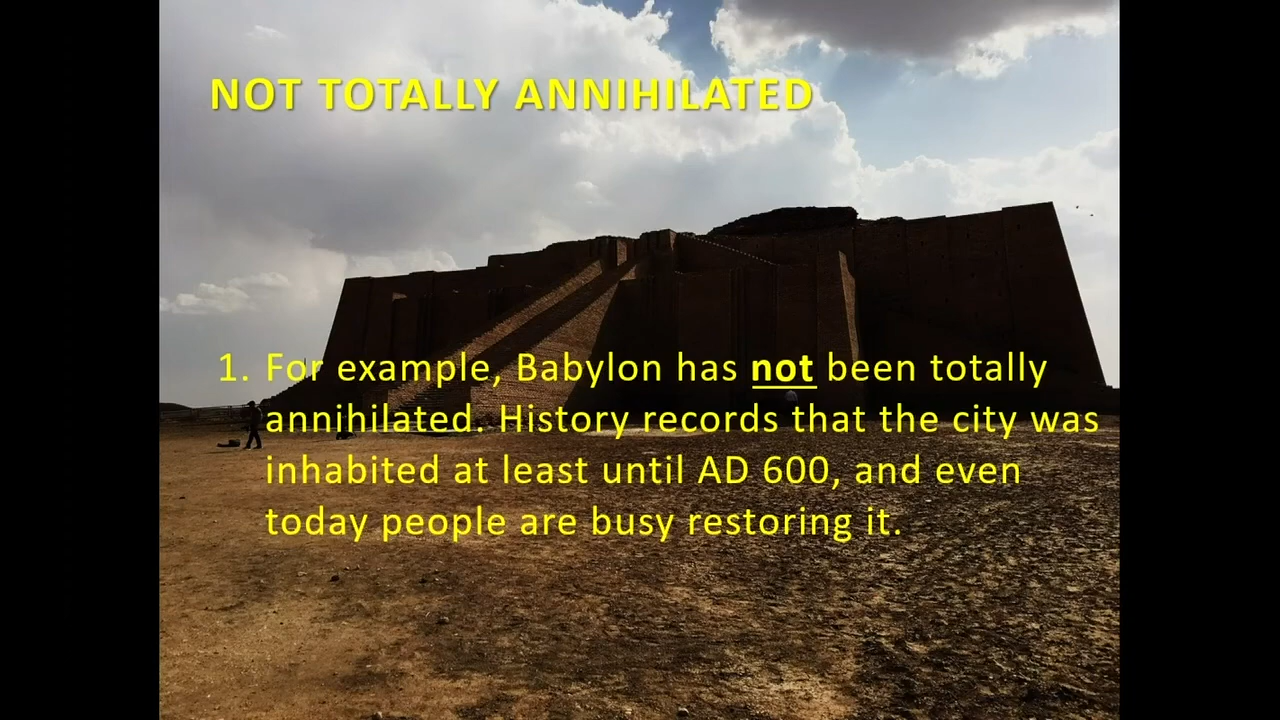 NOT TOTALLY ANNIHILATED
1. For example, Babylon has not been totally
annihilated. History records that the city was
inhabited at least until AD 600, and even
today people are busy restoring it.